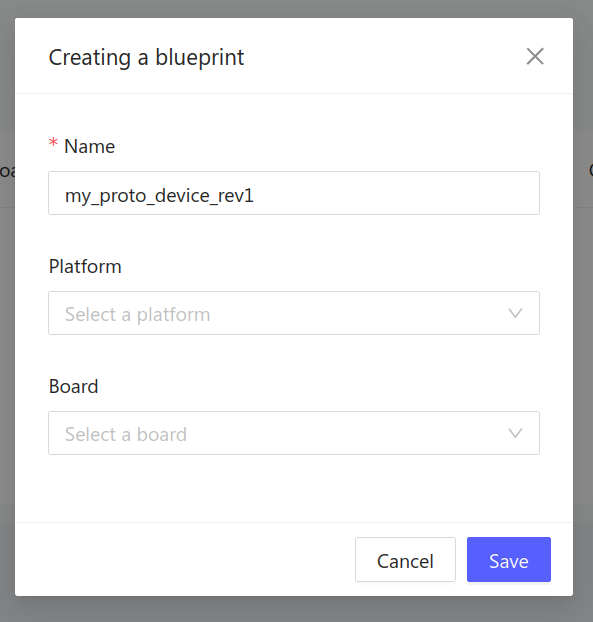 Creating a blueprint
* Name
my_proto_device_rev1
Platform
Select a platform
Board
Select a board
Cancel
Save